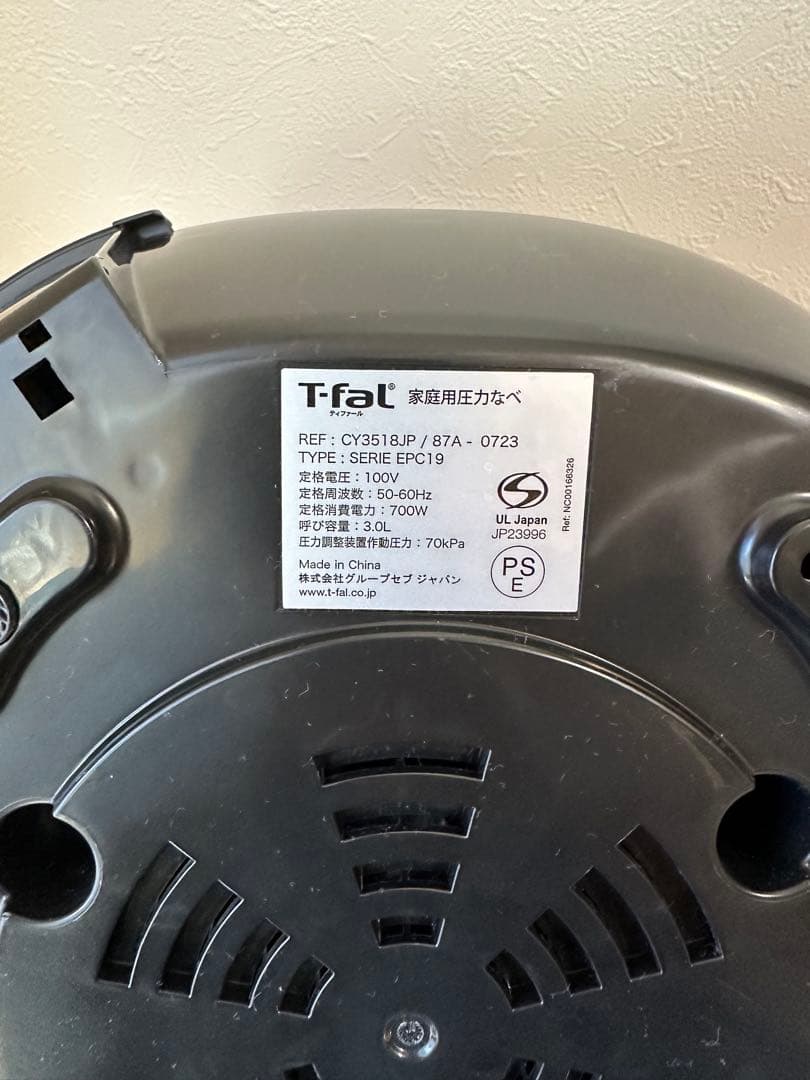 T-fal® 家庭用圧力なべ
ティファール
REF : CY3518JP / 87A - 0723
TYPE : SERIE EPC19
定格電圧：100V
定格周波数：50-60Hz
定格消費電力：700W
呼び容量：3.0L
圧力調整装置作動圧力：70kPa
Made in China
株式会社グループセブ ジャパン
www.t-fal.co.jp
S
UL Japan
JP23996
PS
E
Ref: NC00166326